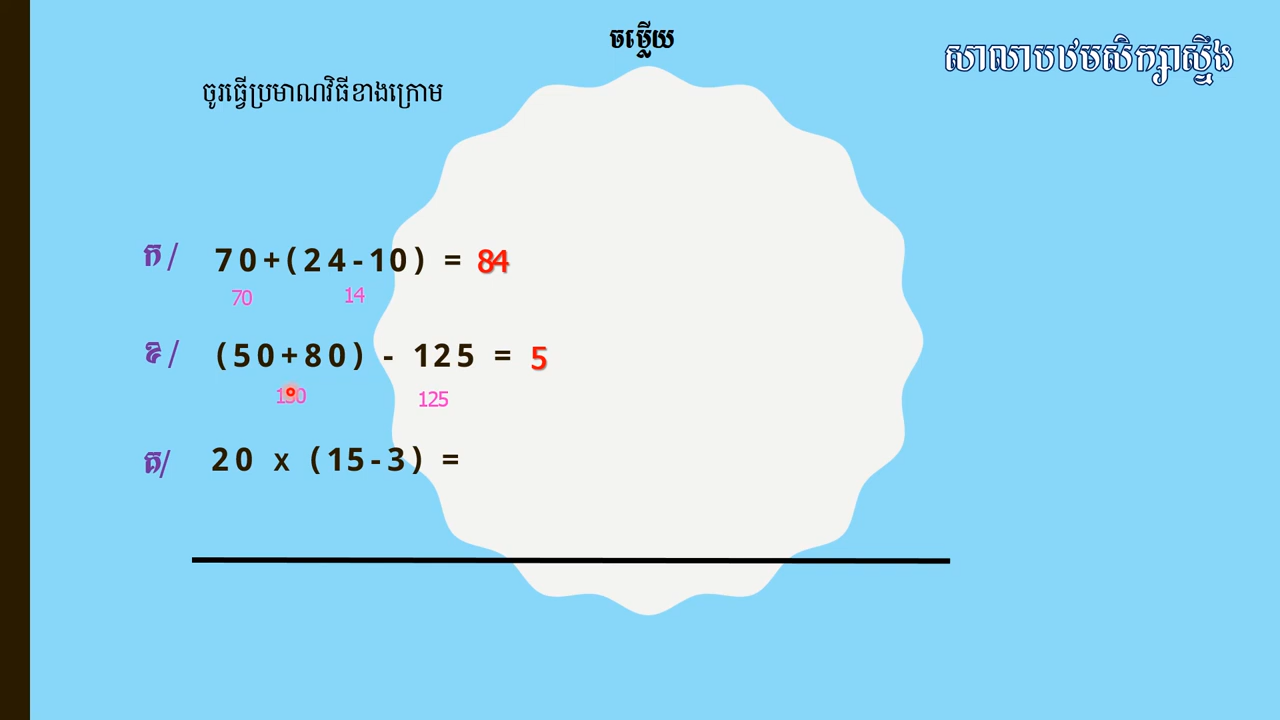 ចម្លើយ
សាលាបឋមសិក្សាស្ទឹង
ចូរធ្វើប្រមាណវិធីខាងក្រោម
ក/ 70+(24-10) = 84
70 14
ខ/ (50+80) - 125 = 5
130 125
គ/ 20 x (15-3) =